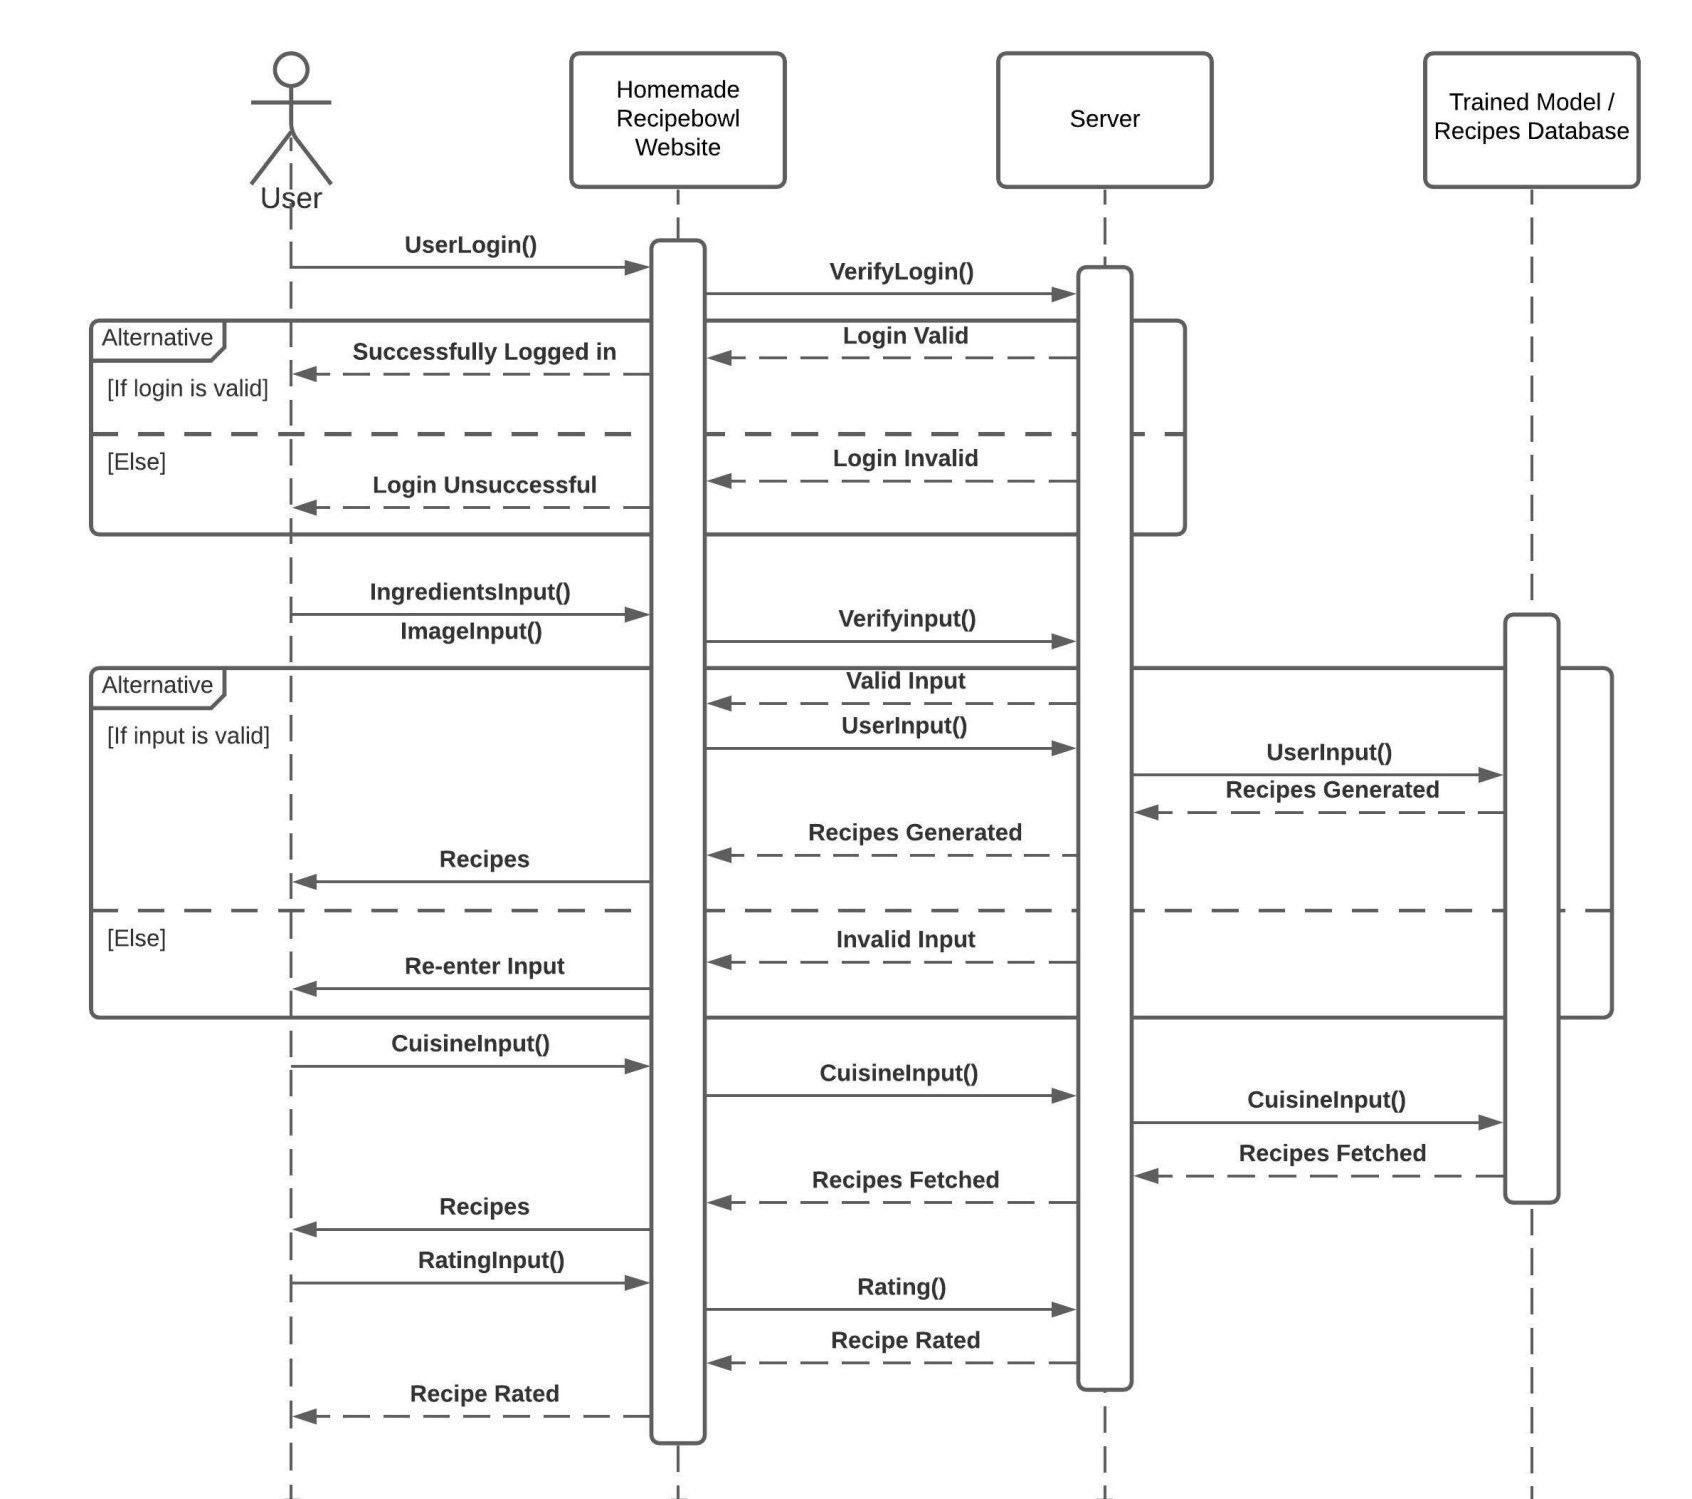 Homemade
Recipebowl
Website
Server
Trained Model /
Recipes Database
User
UserLogin()
VerifyLogin()
Alternative
Login Valid
Successfully Logged in
[If login is valid]
[Else]
Login Invalid
Login Unsuccessful
IngredientsInput()
Verifyinput()
ImageInput()
Alternative
Valid Input
UserInput()
[If input is valid]
UserInput()
Recipes Generated
Recipes Generated
Recipes
[Else]
Invalid Input
Re-enter Input
CuisineInput()
CuisineInput()
CuisineInput()
Recipes Fetched
Recipes Fetched
Recipes
RatingInput()
Rating()
Recipe Rated
Recipe Rated